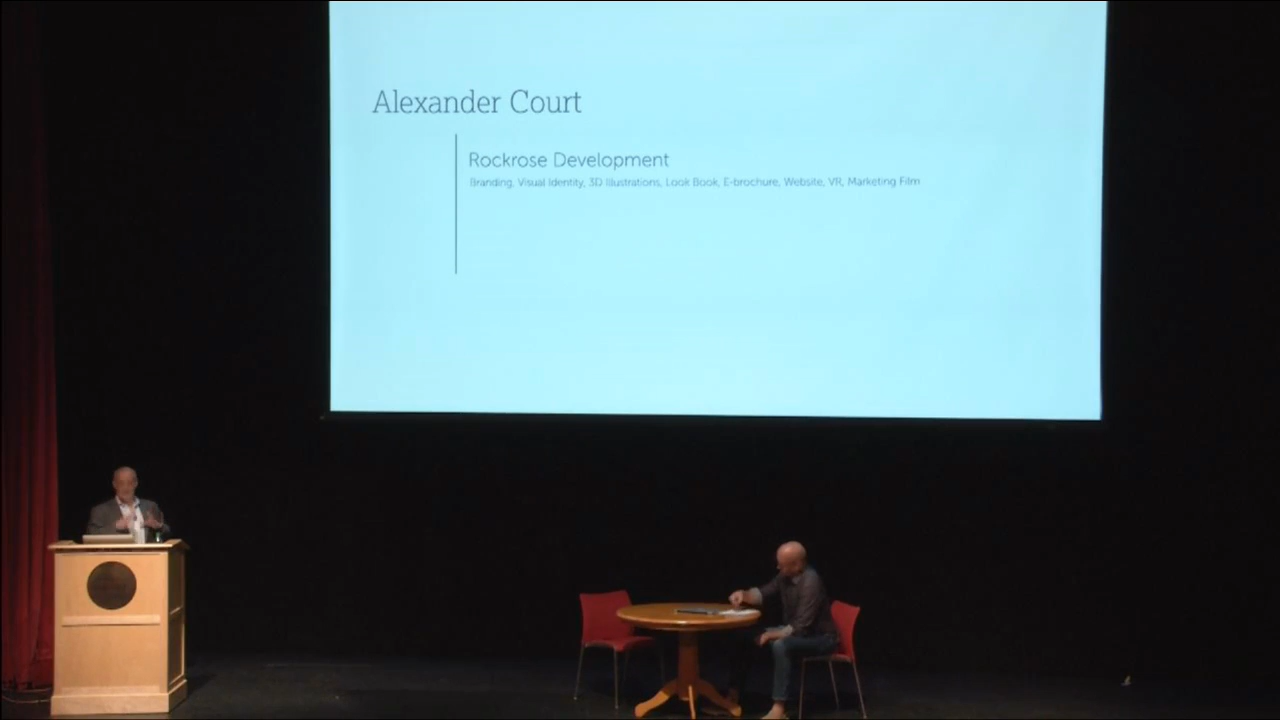 Alexander Court
Rockrose Development
Branding, Visual Identity, 3D Illustrations, Look Book, E-brochure, Website, VR, Marketing Film